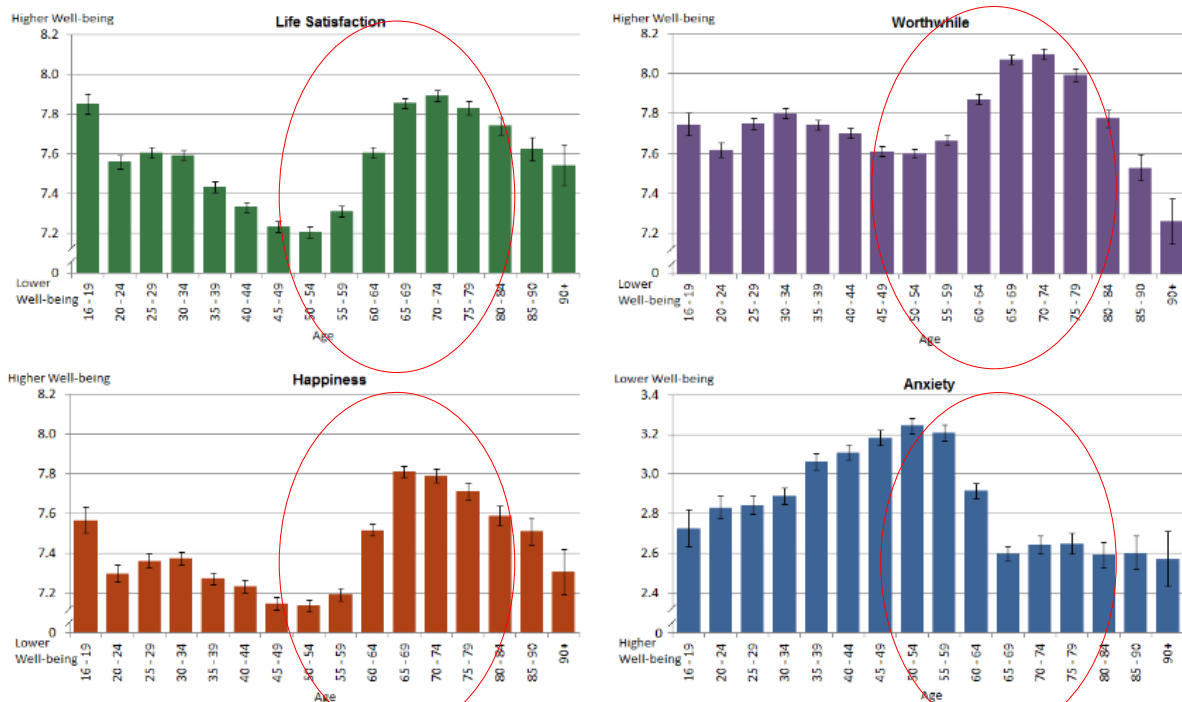 Higher Well-being
Life Satisfaction
8.2
8.0
7.8
7.6
7.4
7.2
0
Lower
Well-being
16 - 19
20 - 24
25 - 29
30 - 34
35 - 39
40 - 44
45 - 49
50 - 54
55 - 59
60 - 64
65 - 69
70 - 74
75 - 79
80 - 84
85 - 90
90+
Age
Higher Well-being
Worthwhile
8.2
8.0
7.8
7.6
7.4
7.2
0
Lower
Well-being
16 - 19
20 - 24
25 - 29
30 - 34
35 - 39
40 - 44
45 - 49
50 - 54
55 - 59
60 - 64
65 - 69
70 - 74
75 - 79
80 - 84
85 - 90
90+
Age
Higher Well-being
Happiness
8.2
8.0
7.8
7.6
7.4
7.2
0
Lower
Well-being
16 - 19
20 - 24
25 - 29
30 - 34
35 - 39
40 - 44
45 - 49
50 - 54
55 - 59
60 - 64
65 - 69
70 - 74
75 - 79
80 - 84
85 - 90
90+
Age
Lower Well-being
Anxiety
3.4
3.2
3.0
2.8
2.6
2.4
0
Higher
Well-being
16 - 19
20 - 24
25 - 29
30 - 34
35 - 39
40 - 44
45 - 49
50 - 54
55 - 59
60 - 64
65 - 69
70 - 74
75 - 79
80 - 84
85 - 90
90+
Age